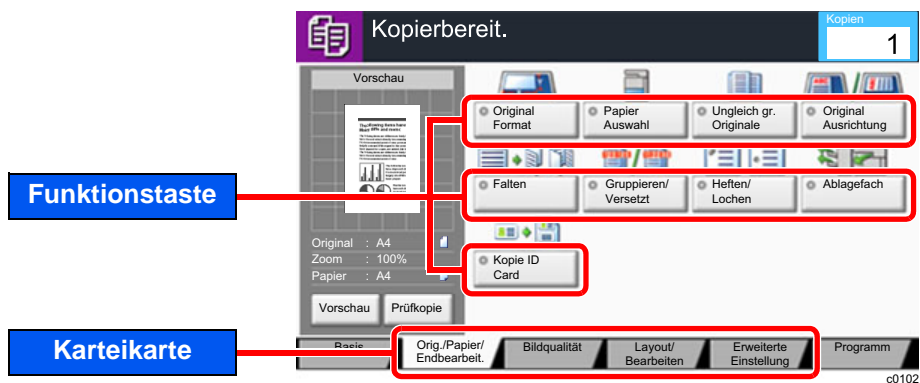 Kopierbereit.
Kopien
1
Vorschau
Original
Format
Papier
Auswahl
Ungleich gr.
Originale
Original
Ausrichtung
Funktionstaste
Falten
Gruppieren/
Versetzt
Heften/
Lochen
Ablagefach
Original : A4
Zoom : 100%
Papier : A4
Kopie ID
Card
Vorschau
Prüfkopie
Karteikarte
Basis
Orig./Papier/
Endbearbeit.
Bildqualität
Layout/
Bearbeiten
Erweiterte
Einstellung
Programm
c0102